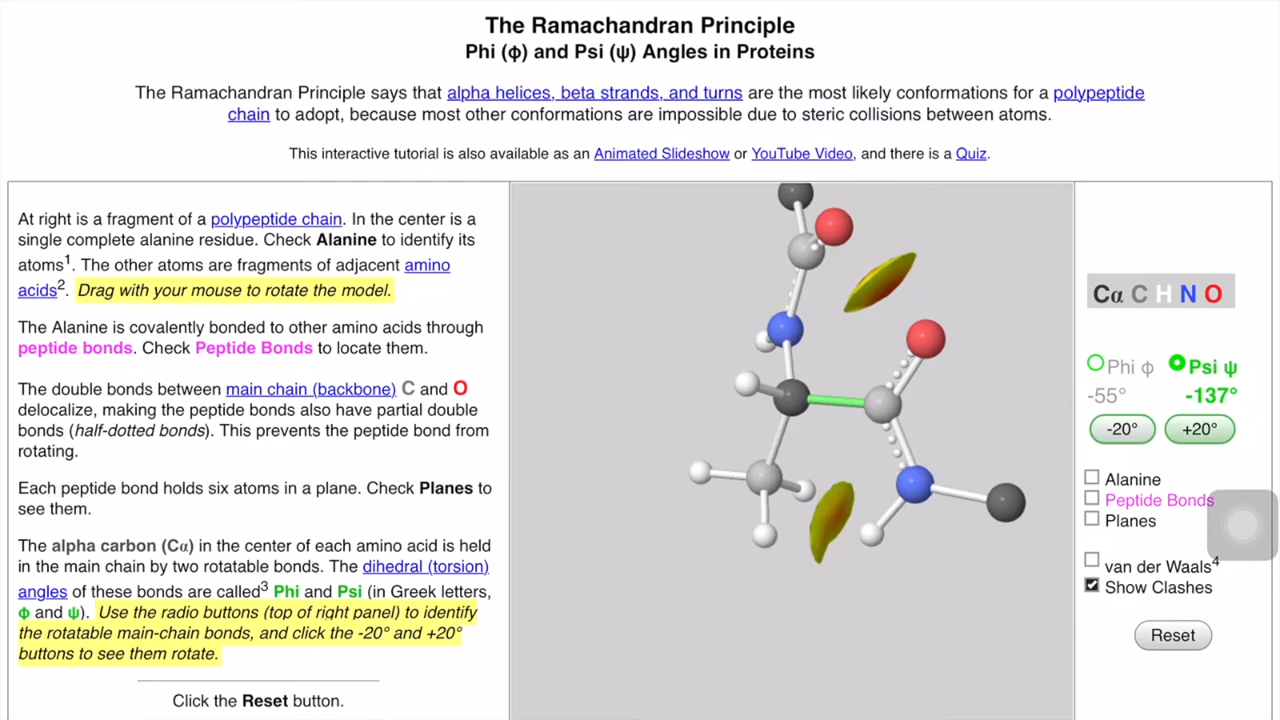 The Ramachandran Principle
Phi (ϕ) and Psi (ψ) Angles in Proteins
The Ramachandran Principle says that alpha helices, beta strands, and turns are the most likely conformations for a polypeptide
chain to adopt, because most other conformations are impossible due to steric collisions between atoms.
This interactive tutorial is also available as an Animated Slideshow or YouTube Video, and there is a Quiz.
At right is a fragment of a polypeptide chain. In the center is a
single complete alanine residue. Check Alanine to identify its
atoms1. The other atoms are fragments of adjacent amino
acids2. Drag with your mouse to rotate the model.
The Alanine is covalently bonded to other amino acids through
peptide bonds. Check Peptide Bonds to locate them.
The double bonds between main chain (backbone) C and O
delocalize, making the peptide bonds also have partial double
bonds (half-dotted bonds). This prevents the peptide bond from
rotating.
Each peptide bond holds six atoms in a plane. Check Planes to
see them.
The alpha carbon (Cα) in the center of each amino acid is held
in the main chain by two rotatable bonds. The dihedral (torsion)
angles of these bonds are called3 Phi and Psi (in Greek letters,
ϕ and ψ). Use the radio buttons (top of right panel) to identify
the rotatable main-chain bonds, and click the -20° and +20°
buttons to see them rotate.
Click the Reset button.
Cα C H N O
Phi ϕ Psi ψ
-55° -137°
-20° +20°
Alanine
Peptide Bonds
Planes
van der Waals4
Show Clashes
Reset